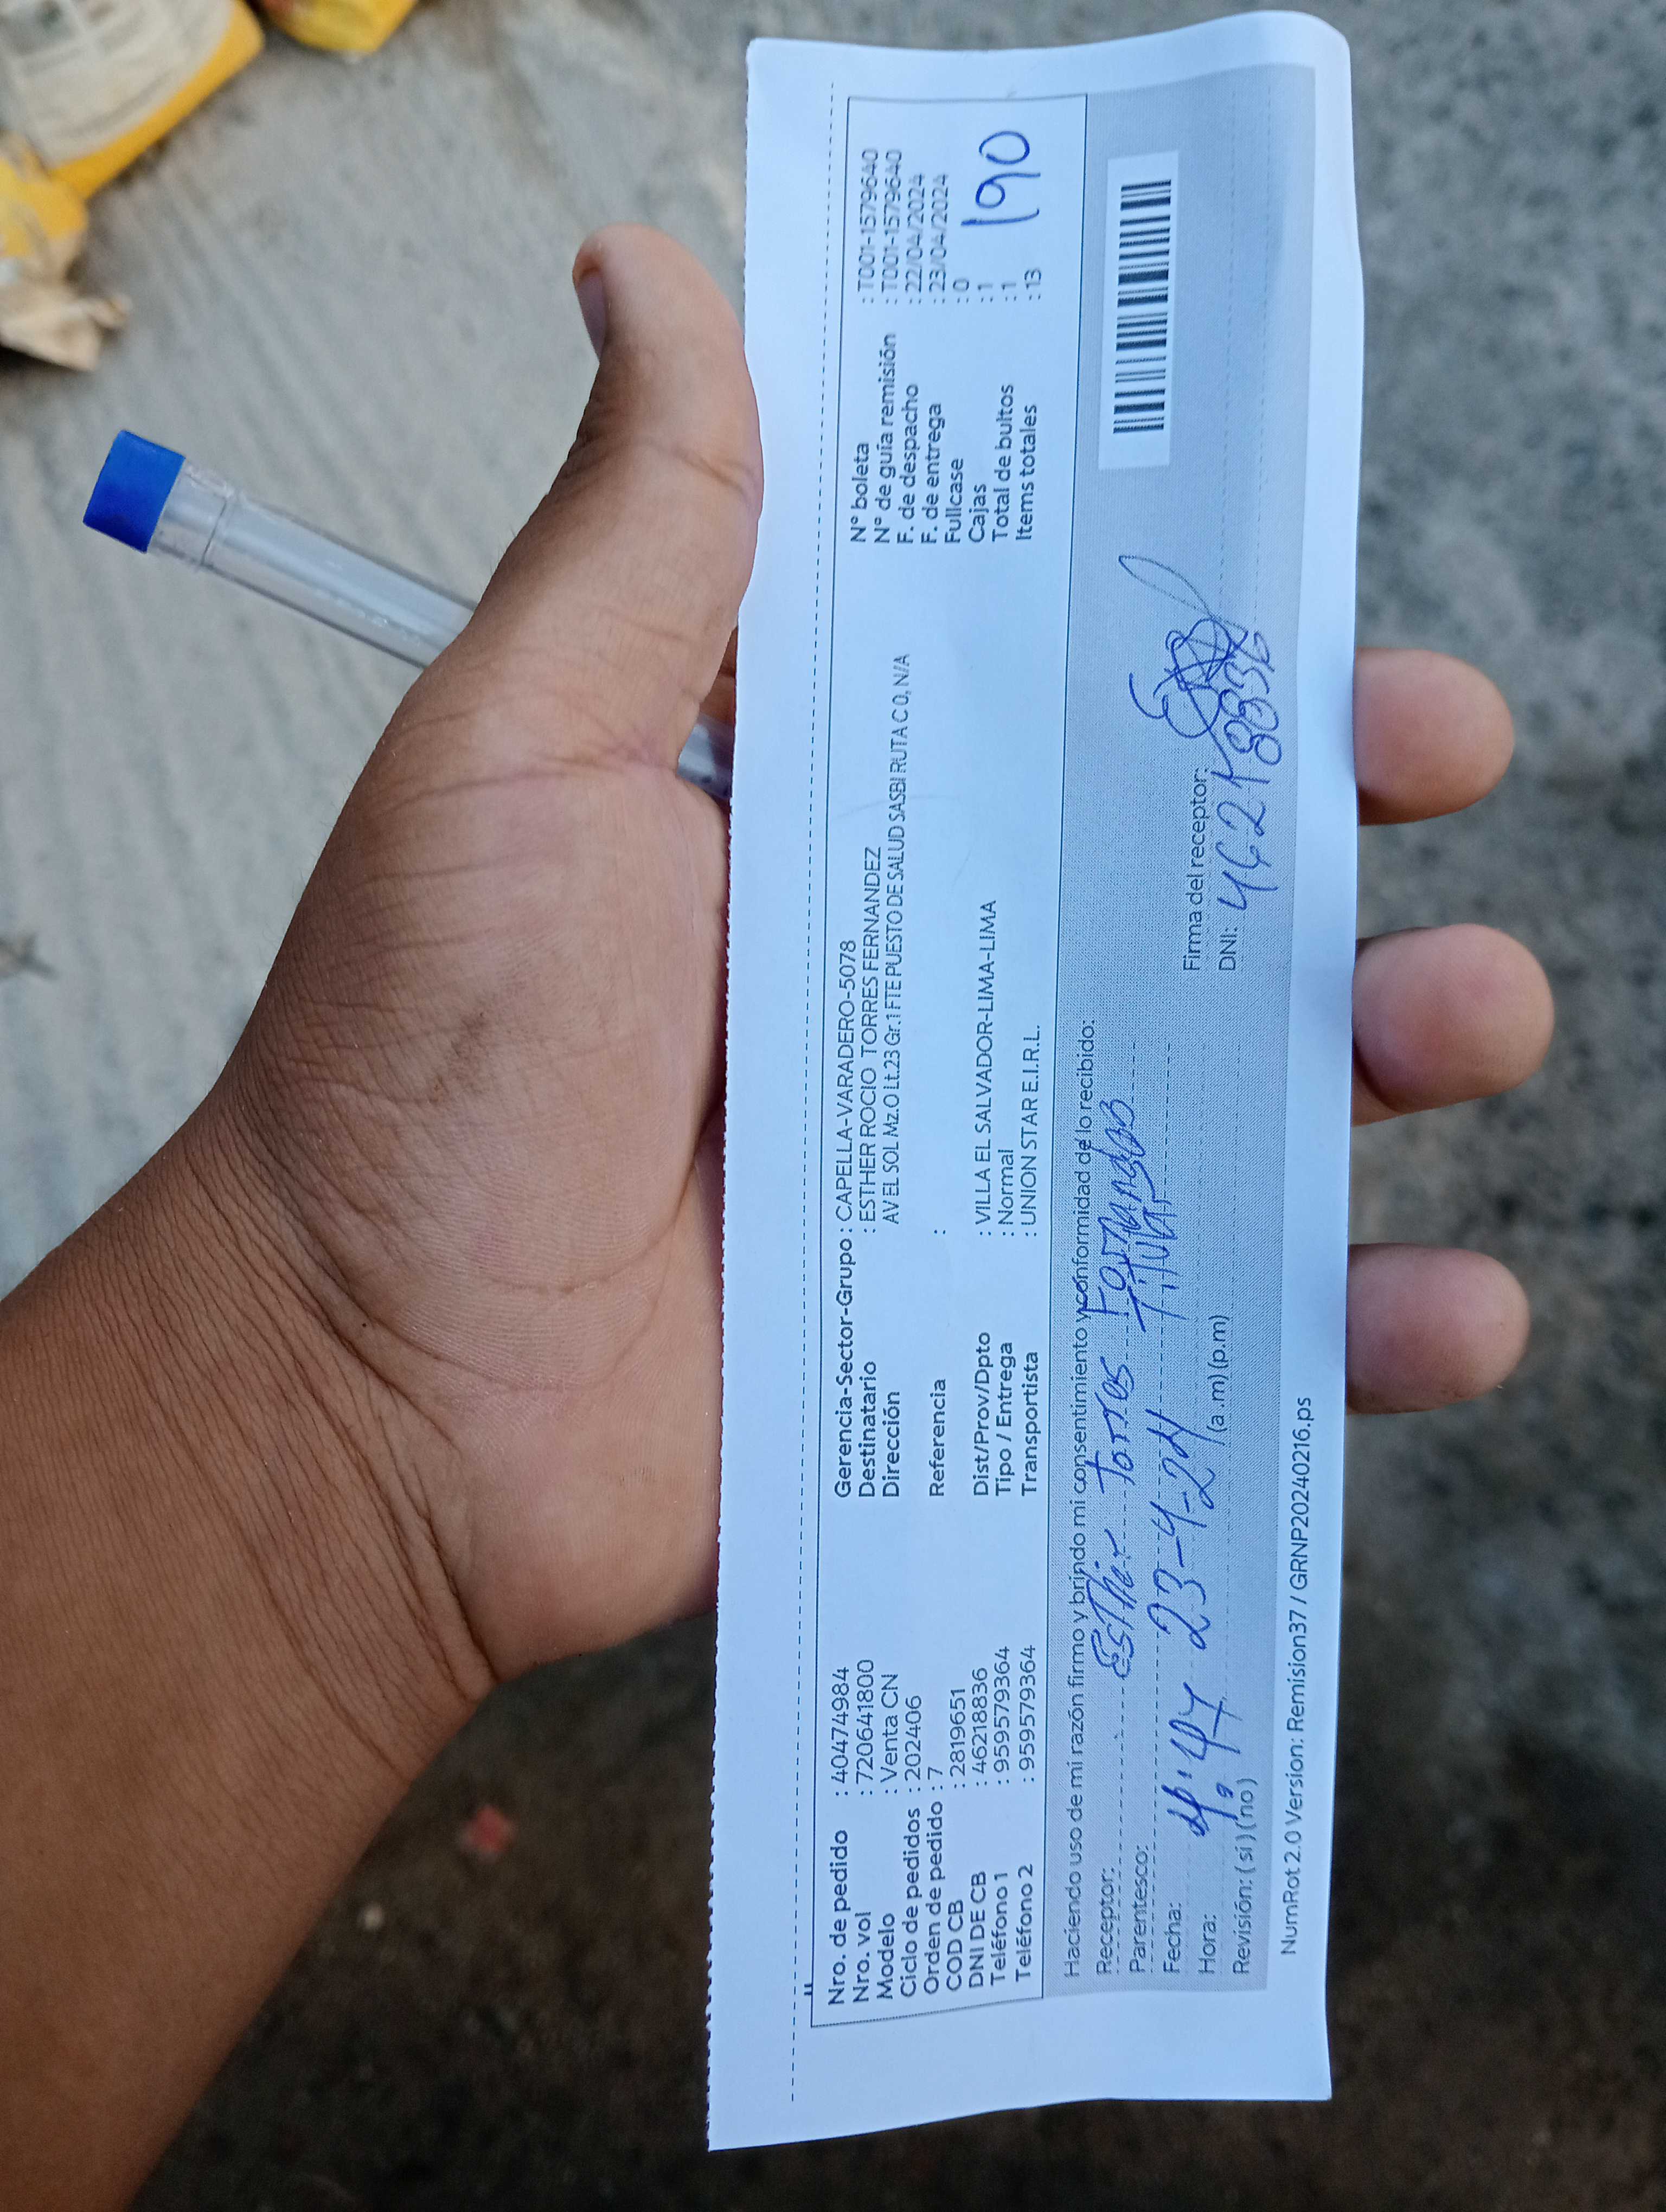 Nro. de pedido : 40474984
Nro. vol : 720641800
Modelo : Venta CN
Ciclo de pedidos : 202406
Orden de pedido : 7
COD CB : 2819651
DNI DE CB : 46218836
Teléfono 1 : 959579364
Teléfono 2 : 959579364
Gerencia-Sector-Grupo : CAPELLA-VARADERO-5078
Destinatario : ESTHER ROCIO TORRES FERNANDEZ
Dirección AV EL SOL Mz.O Lt.23 Gr.1 FTE PUESTO DE SALUD SASBI RUTA C 0, N/A
Referencia :
Dist/Prov/Dpto : VILLA EL SALVADOR-LIMA-LIMA
Tipo / Entrega : Normal
Transportista : UNION STAR E.I.R.L.
N° boleta : T001-1579640
N° de guía remisión : T001-1579640
F. de despacho : 22/04/2024
F. de entrega : 23/04/2024
Fullcase : 0
Cajas : 1
Total de bultos : 1
Items totales : 13
190
Haciendo uso de mi razón firmo y brindo mi consentimiento y conformidad de lo recibido:
Receptor: Esther Torres Fernandez
Parentesco: Titular
Fecha: 23-4-24
Hora: (a.m) (p.m)
Revisión: ( si ) ( no )
Firma del receptor:
DNI: 46218836
NumRot 2.0 Version: Remision37 / GRNP20240216.ps